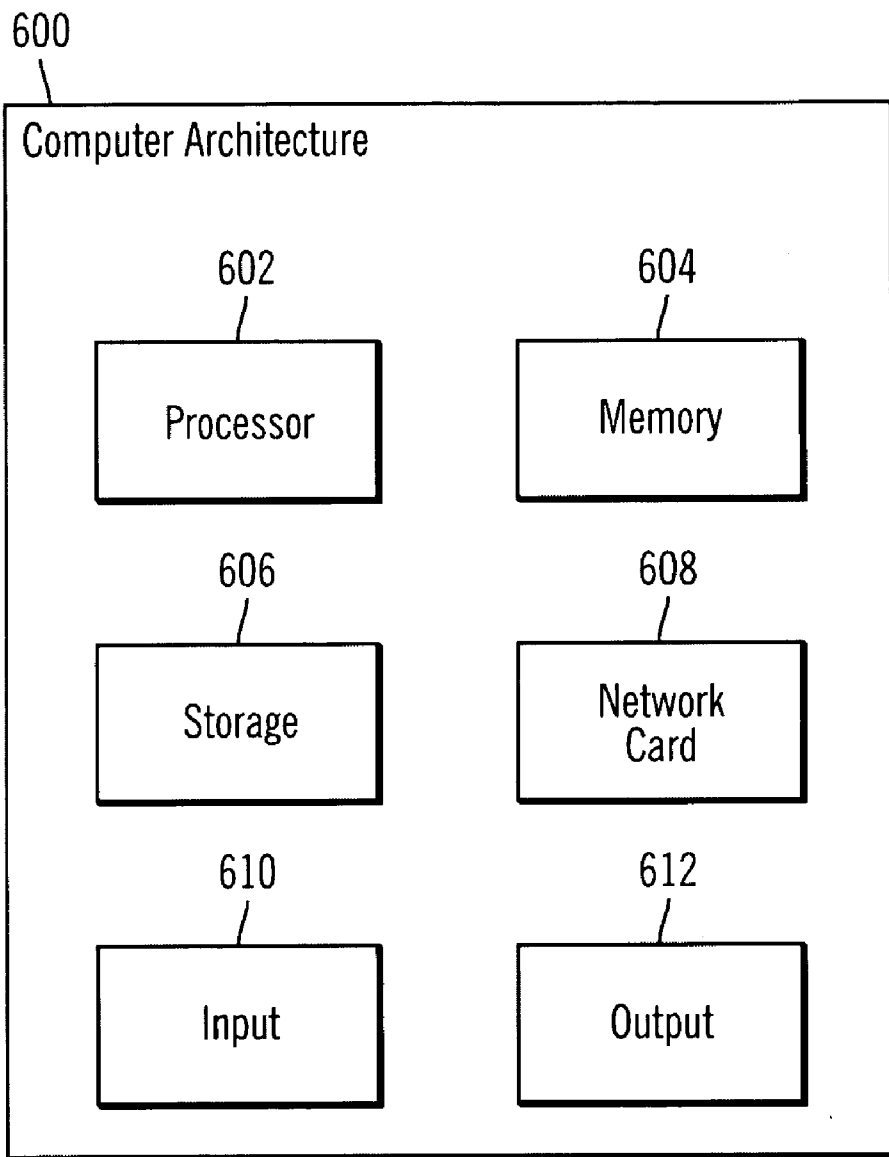 600
Computer Architecture
602
604
Processor
Memory
606
608
Storage
Network
Card
610
612
Input
Output